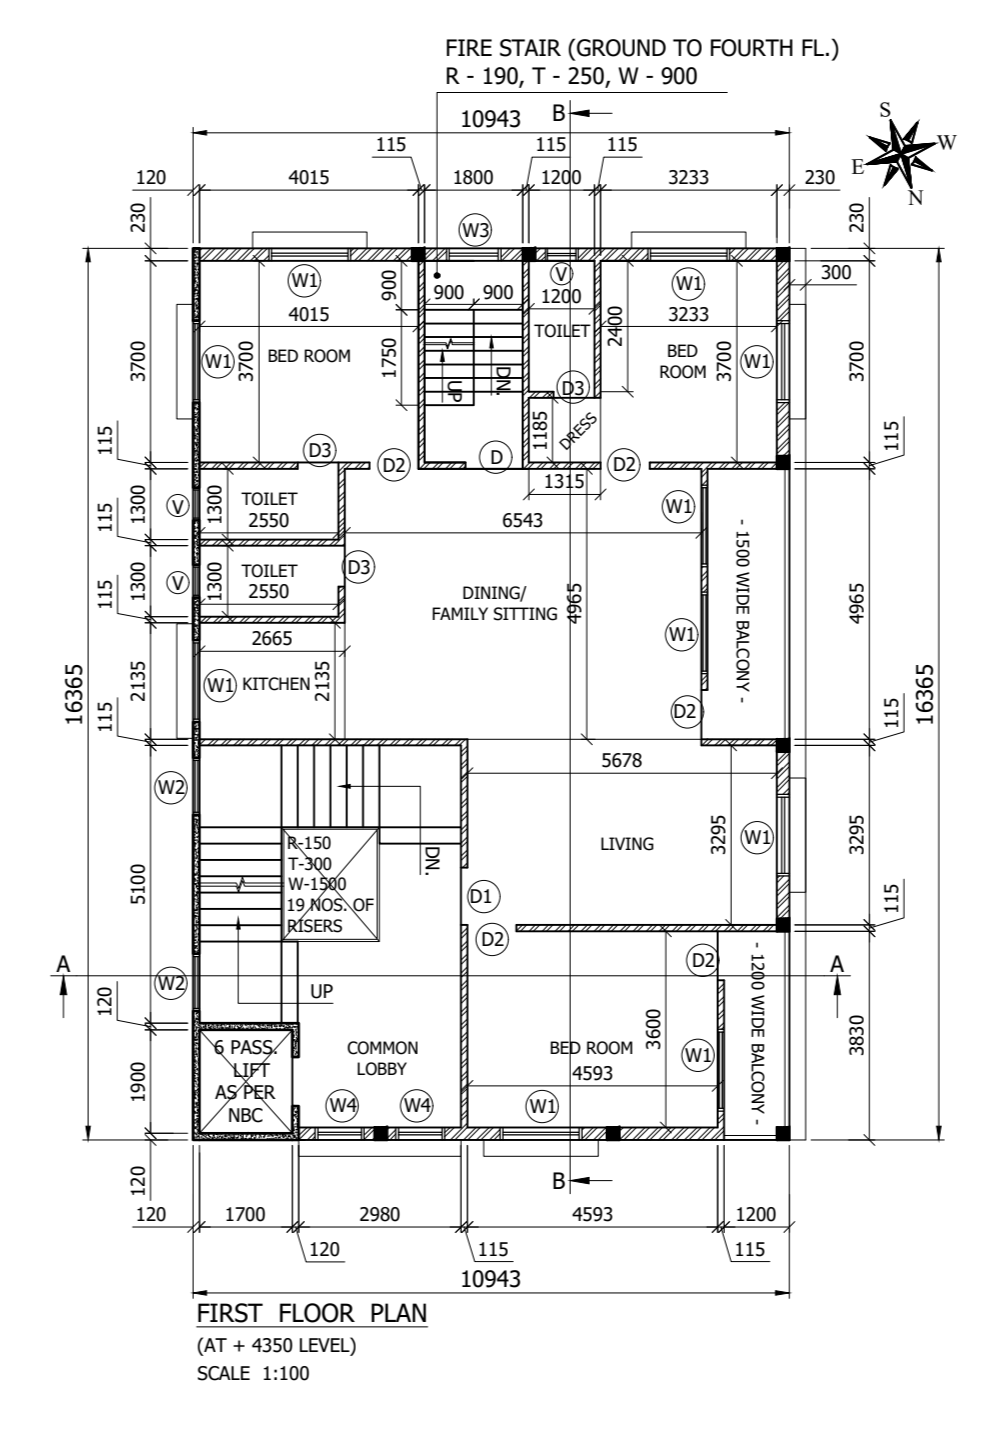 FIRE STAIR (GROUND TO FOURTH FL.)
R - 190, T - 250, W - 900
B
10943
S
W
E
N
115
115
115
120
4015
1800
1200
3233
230
230
230
W3
W1
V
W1
300
900
900
900
1200
4015
3233
TOILET
2400
BED ROOM
BED
ROOM
W1
3700
3700
1750
3700
W1
3700
3700
UP
DN.
D3
1185
DRESS
115
D3
D2
D
D2
115
1315
V
1300
1300
TOILET
2550
6543
W1
115
- 1500 WIDE BALCONY -
V
1300
1300
TOILET
2550
D3
DINING/
FAMILY SITTING
4965
4965
115
W1
2665
W1
KITCHEN
2135
2135
16365
16365
D2
115
115
W2
5678
R-150
T-300
W-1500
19 NOS. OF
RISERS
DN.
LIVING
3295
W1
3295
5100
D1
115
D2
A
D2
A
W2
UP
120
- 1200 WIDE BALCONY -
3600
3830
6 PASS.
LIFT
AS PER
NBC
COMMON
LOBBY
BED ROOM
4593
W1
1900
W4
W4
W1
120
B
120
1700
2980
4593
1200
120
115
115
10943
FIRST FLOOR PLAN
(AT + 4350 LEVEL)
SCALE 1:100